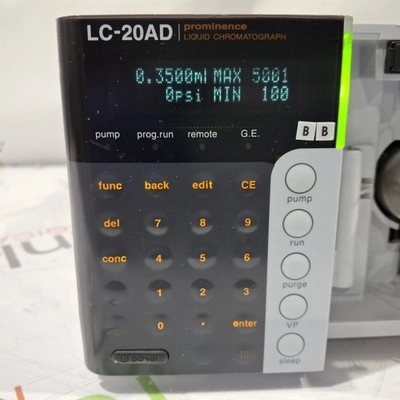 LC-20AD prominence
LIQUID CHROMATOGRAPH
0.3500ml MAX 5001
0psi MIN 100
B B
pump prog.run remote G.E.
func back edit CE
pump
del 7 8 9
run
conc 4 5 6
purge
1 2 3
VP
0 • enter
sleep